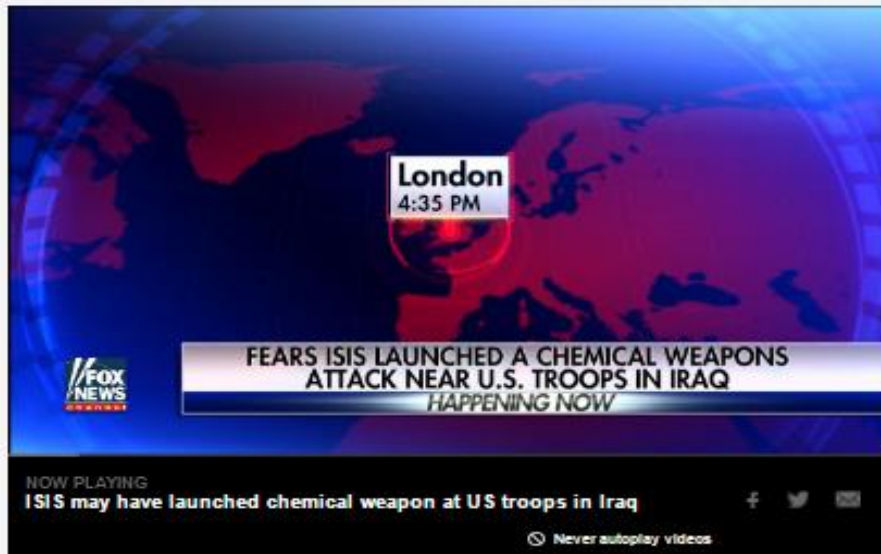 London
4:35 PM
FEARS ISIS LAUNCHED A CHEMICAL WEAPONS
ATTACK NEAR U.S. TROOPS IN IRAQ
HAPPENING NOW
FOX
NEWS
channel
NOW PLAYING
ISIS may have launched chemical weapon at US troops in Iraq
Never autoplay videos